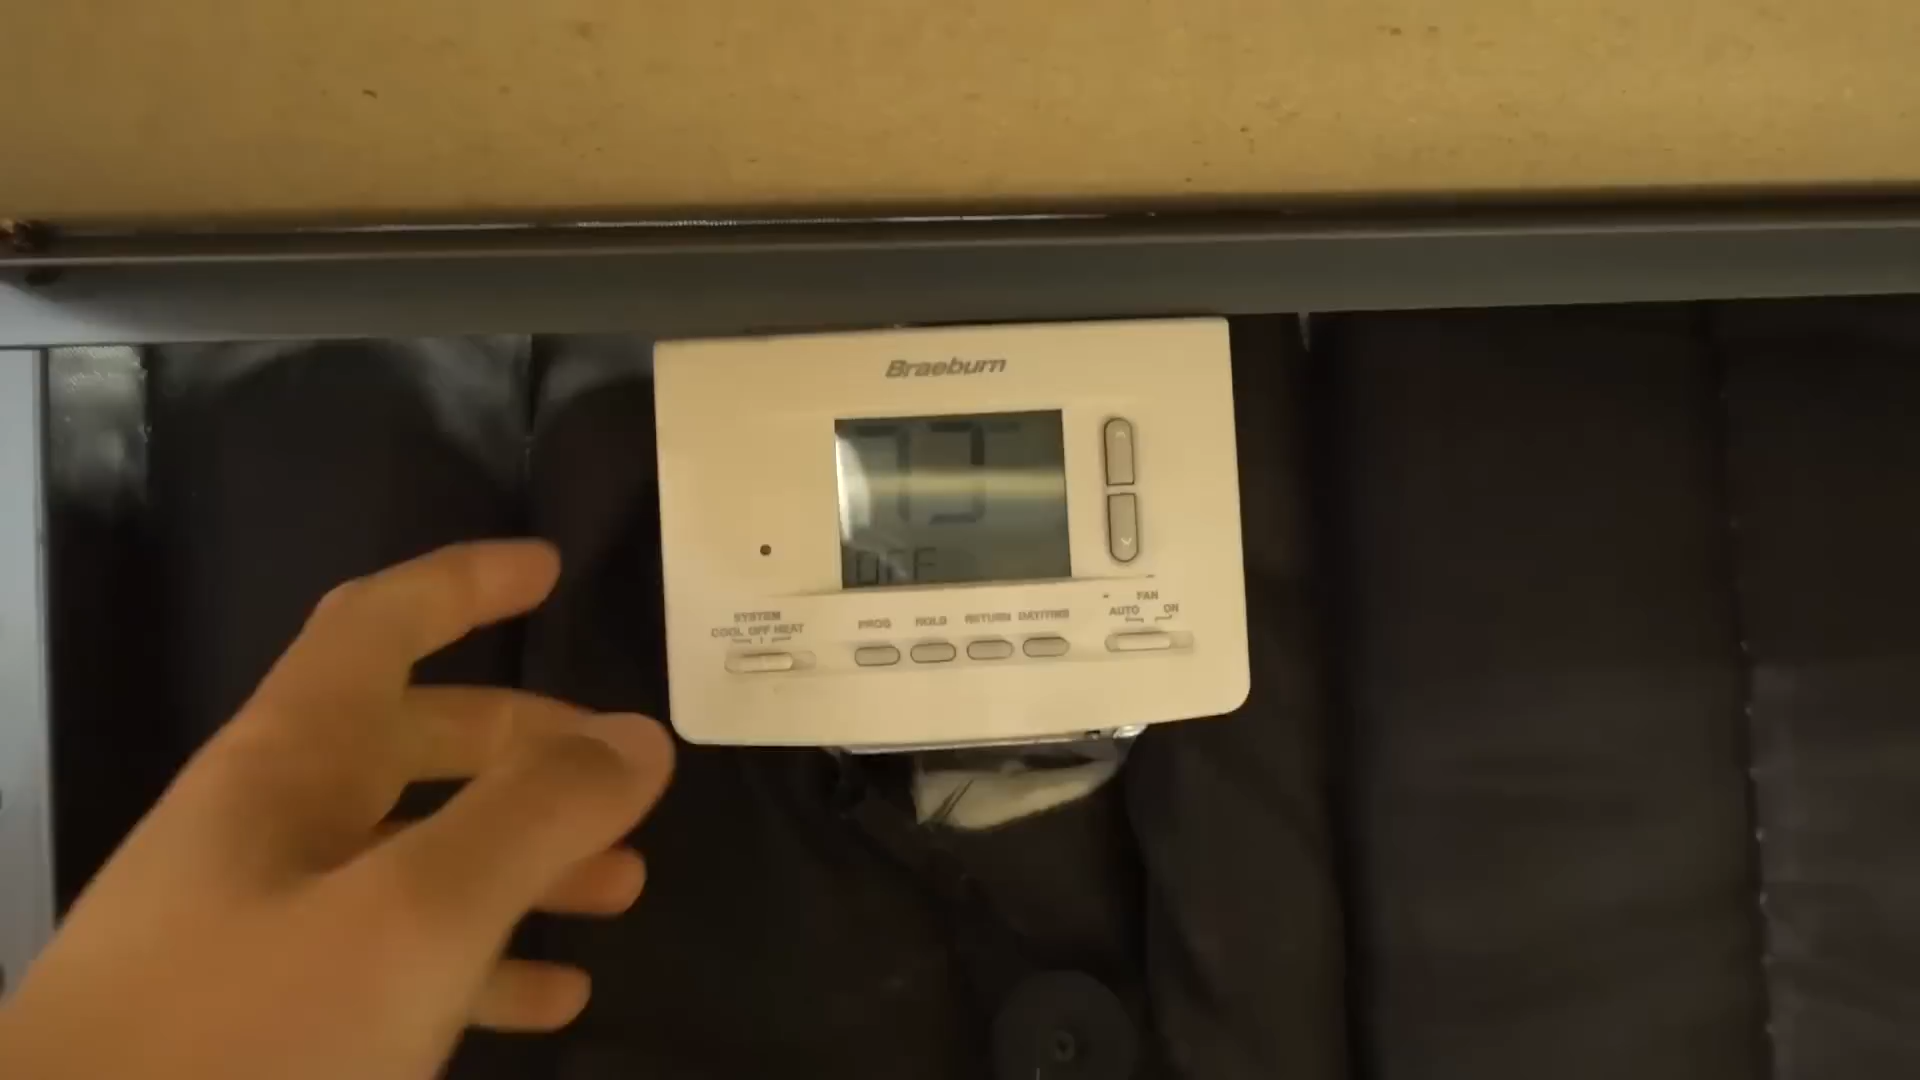 Braeburn
OFF
SYSTEM
COOL OFF HEAT
PROG HOLD RETURN DAY/TIME
FAN
AUTO ON